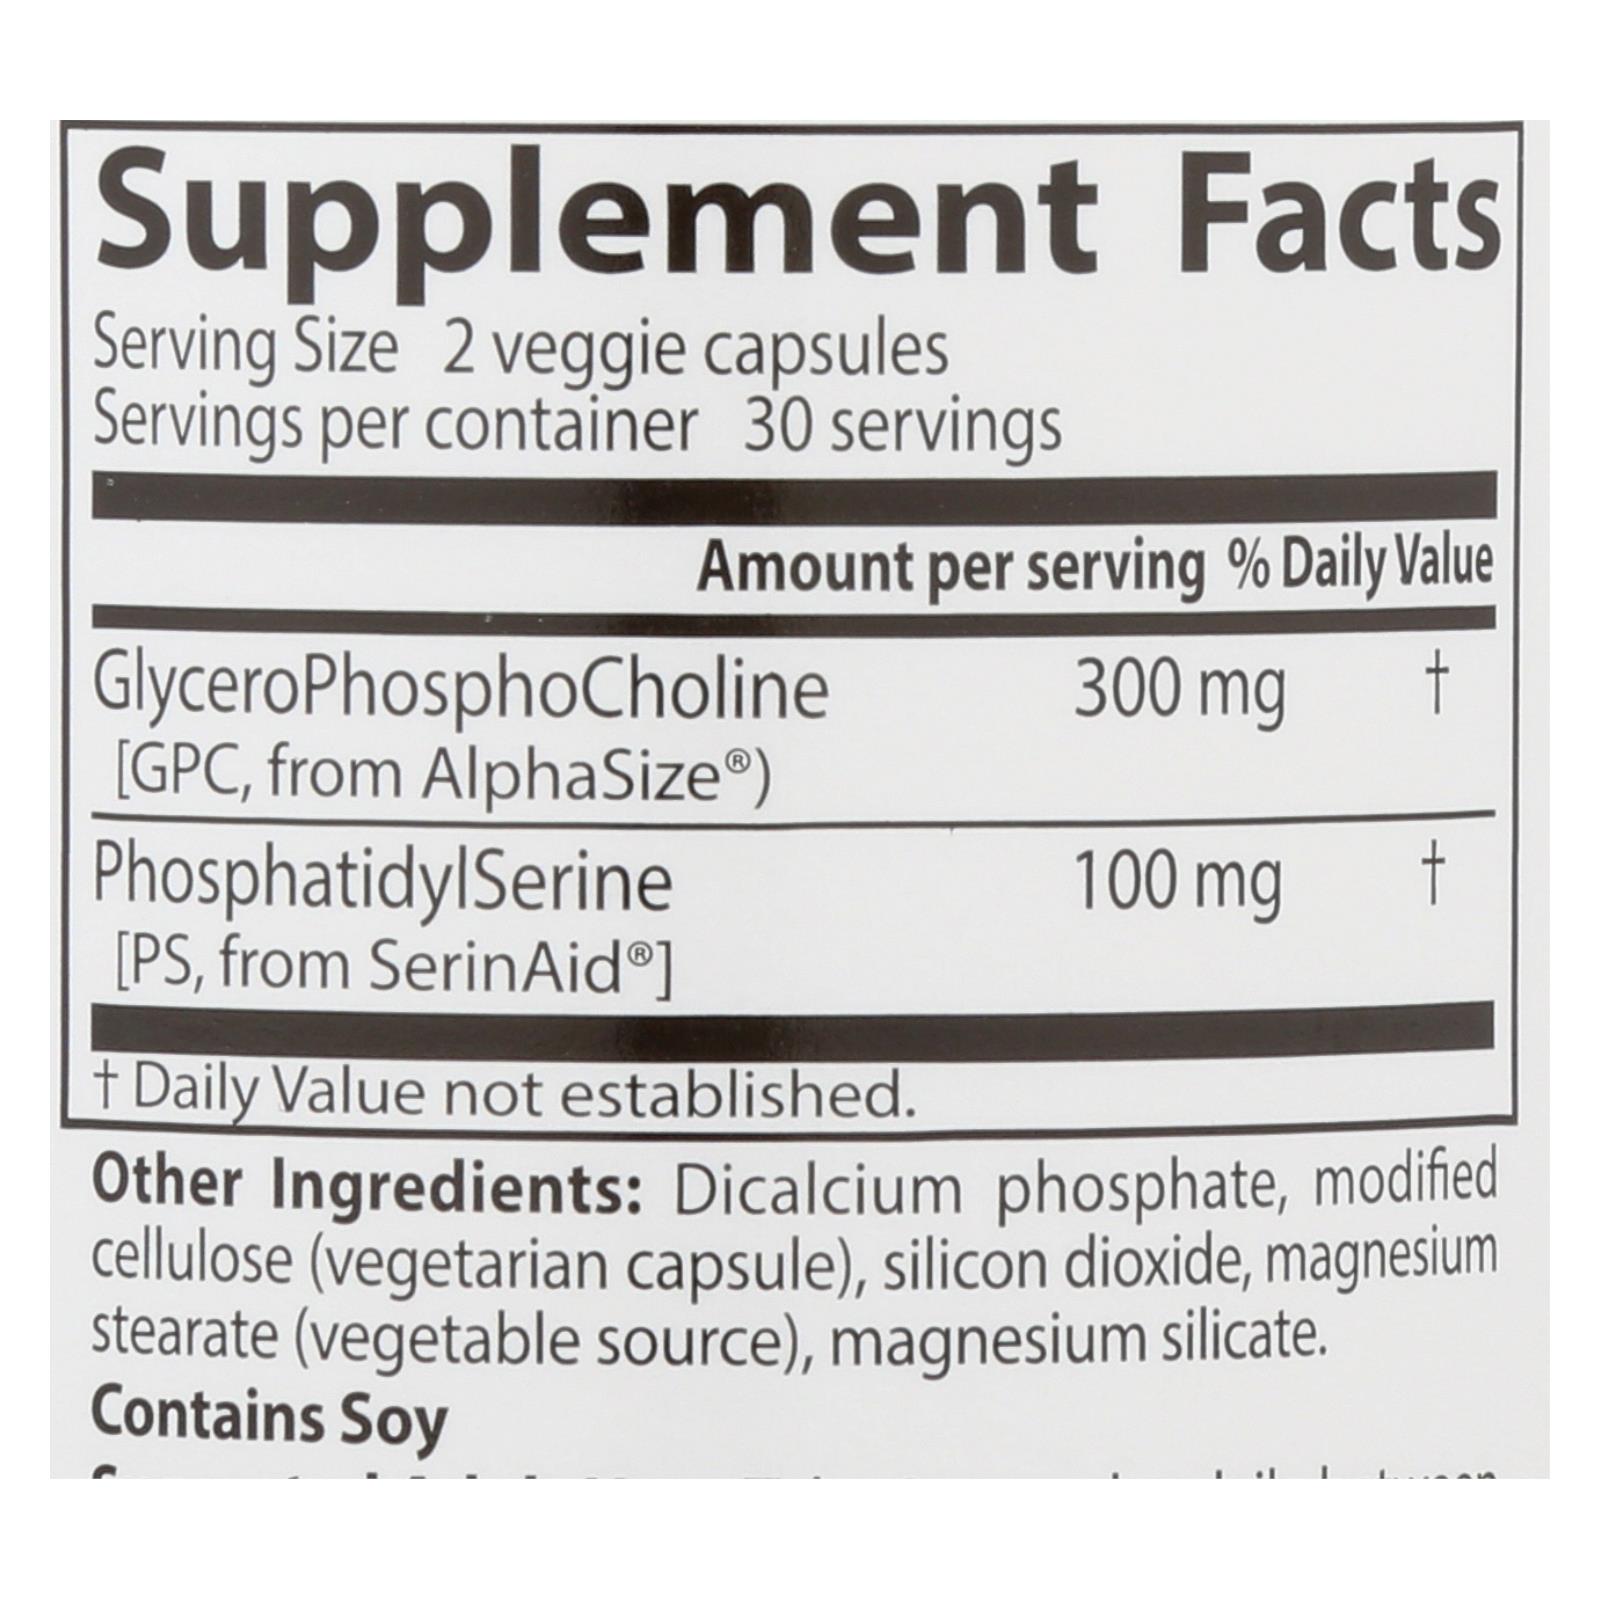 Supplement Facts
Serving Size 2 veggie capsules
Servings per container 30 servings
Amount per serving % Daily Value
GlyceroPhosphoCholine 300 mg †
[GPC, from AlphaSize®)
PhosphatidylSerine 100 mg †
[PS, from SerinAid®]
† Daily Value not established.
Other Ingredients: Dicalcium phosphate, modified
cellulose (vegetarian capsule), silicon dioxide, magnesium
stearate (vegetable source), magnesium silicate.
Contains Soy